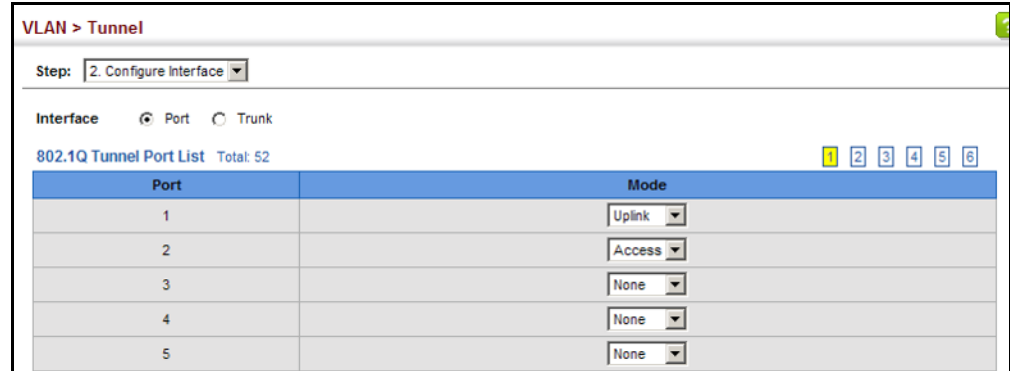 VLAN > Tunnel
?
Step: 2. Configure Interface
Interface Port Trunk
802.1Q Tunnel Port List Total: 52 1 2 3 4 5 6
Port Mode
1 Uplink
2 Access
3 None
4 None
5 None